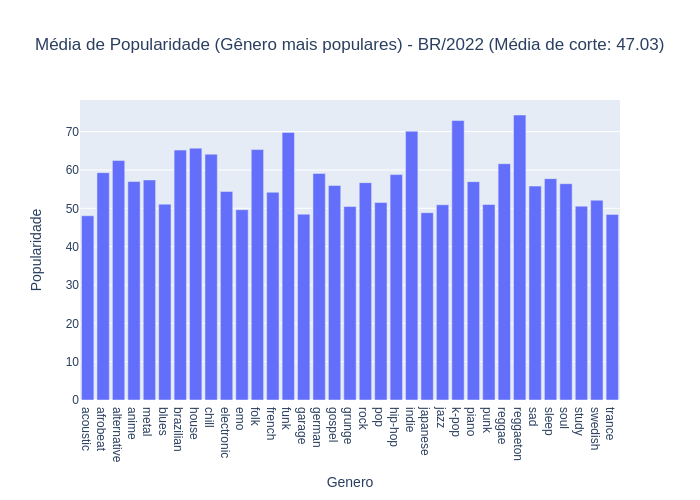 Média de Popularidade (Gênero mais populares) - BR/2022 (Média de corte: 47.03)
70
60
50
40
30
20
10
0
Popularidade
acoustic
afrobeat
alternative
anime
metal
blues
brazilian
house
chill
electronic
emo
folk
french
funk
garage
german
gospel
grunge
rock
pop
hip-hop
indie
japanese
jazz
k-pop
piano
punk
reggae
reggaeton
sad
sleep
soul
study
swedish
trance
Genero